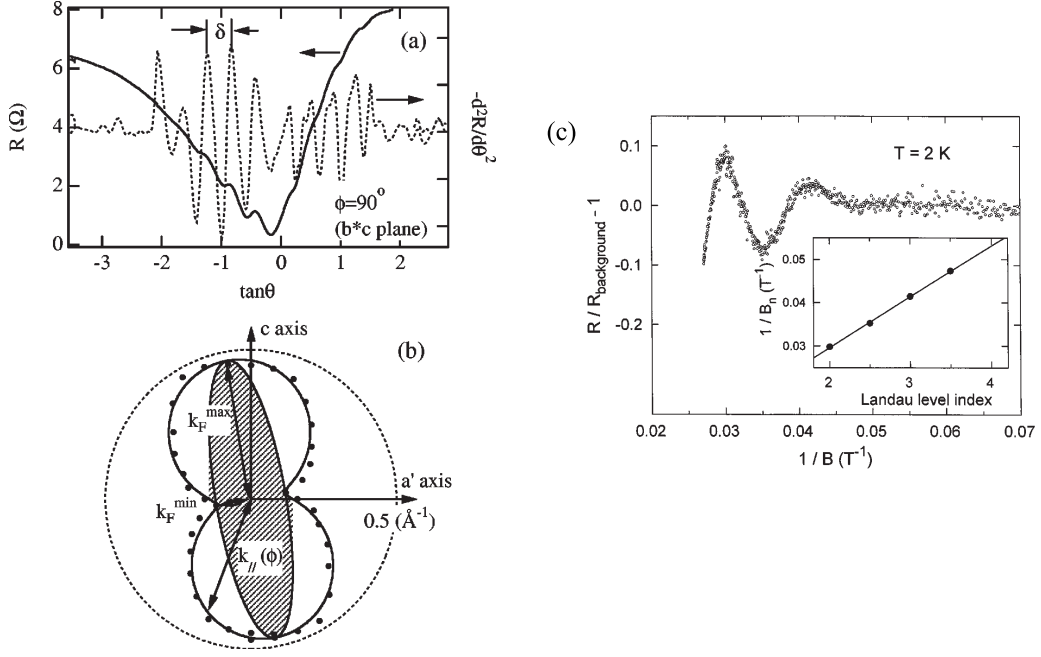 (a)
δ
8
6
4
2
0
R (Ω)
-d²R/dθ²
ϕ=90°
(b*c plane)
-3 -2 -1 0 1 2
tanθ
c axis
(b)
k_F^max
a' axis
k_F^min
0.5 (Å⁻¹)
k_//(ϕ)
(c)
T = 2 K
0.1
0.0
-0.1
-0.2
R / R_background - 1
0.05
0.04
0.03
1 / B_n (T⁻¹)
2 3 4
Landau level index
0.02 0.03 0.04 0.05 0.06 0.07
1 / B (T⁻¹)